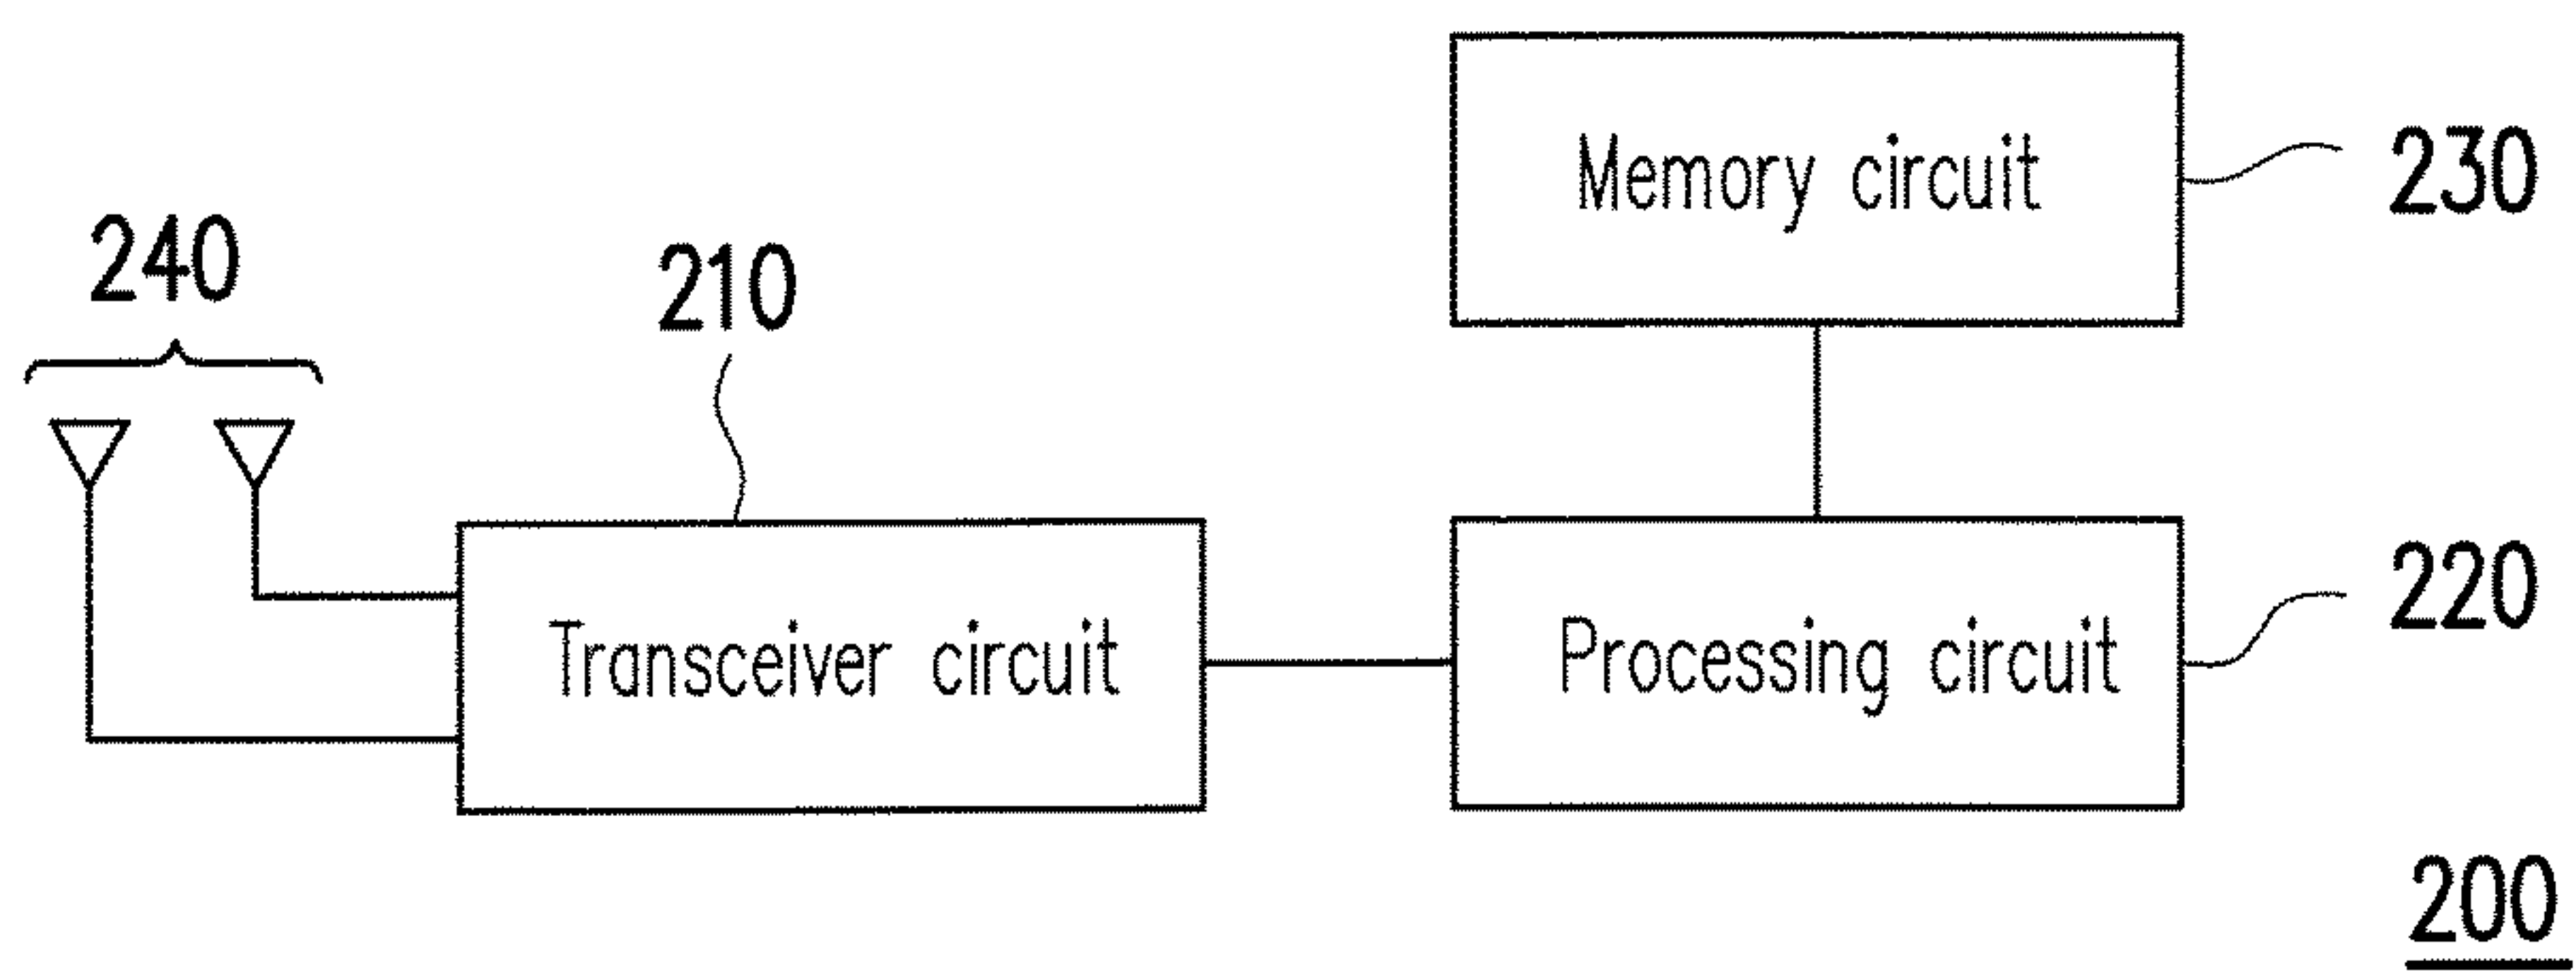 Memory circuit
230
240
210
Transceiver circuit
Processing circuit
220
200